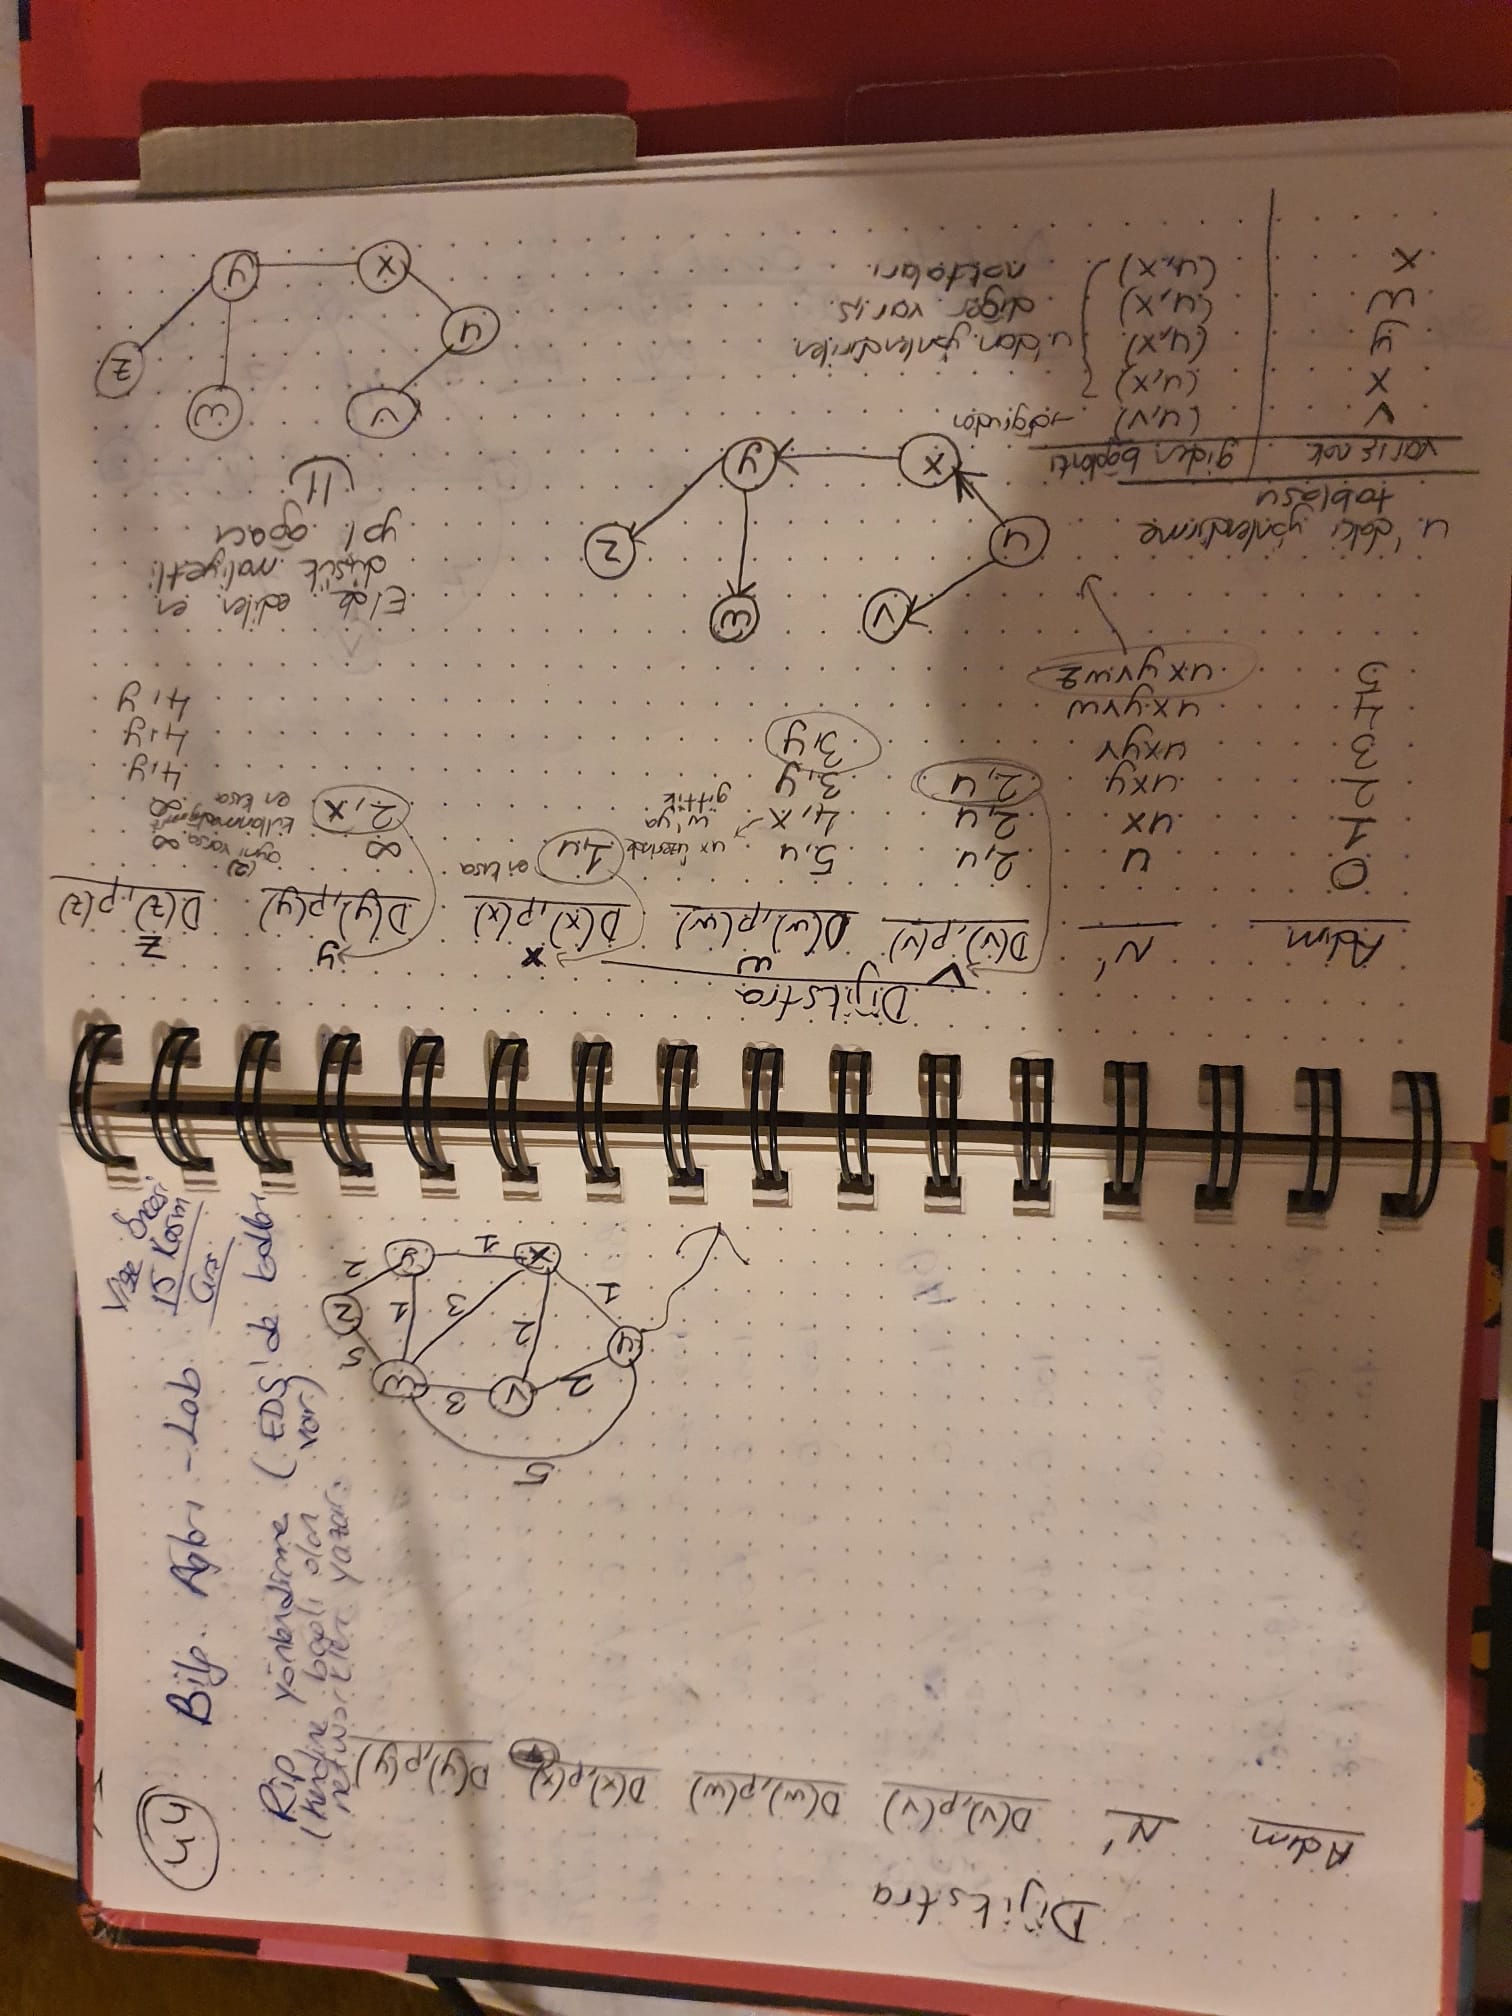 Dijikstra
Adım N' D(v),p(v) D(w),p(w) D(x),p(x) D(y),p(y)
44
Bilg. Ağları -Lab
Vize Öncesi
15 Kasım
Rip yönlendirme (EDS'de kodları var)
(kendine bağlı olan
networkleri yazar.
5
v 3 w
2 5
u 2 z
1 3 1
x 1 y 2
Dijikstra
v w x y z
Adım N' D(v),p(v) D(w),p(w) D(x),p(x) D(y),p(y) D(z),p(z)
0 u 2,u 5,u 1,u en kısa ∞ ∞
1 ux 2,u 4,x 2,x ∞
ux üzerinde
w'ya
gittik
(2)
aynı varsa
en kısa
2 uxy 2,u 3,y 4,y
3 uxyv 3,y 4,y
4 uxyvw 4,y
5 uxyvwz
v w
u z
x y
Elde edilen en
düşük maliyetli
yol ağacı
u'daki yönlendirme
tablosu
varış nok. giden bağlantı
v (u,v) →doğrudan
x (u,x)
y (u,x) u'dan yönlendirilen
w (u,x) diğer varış
x (u,x) noktaları
v w
u z
x y